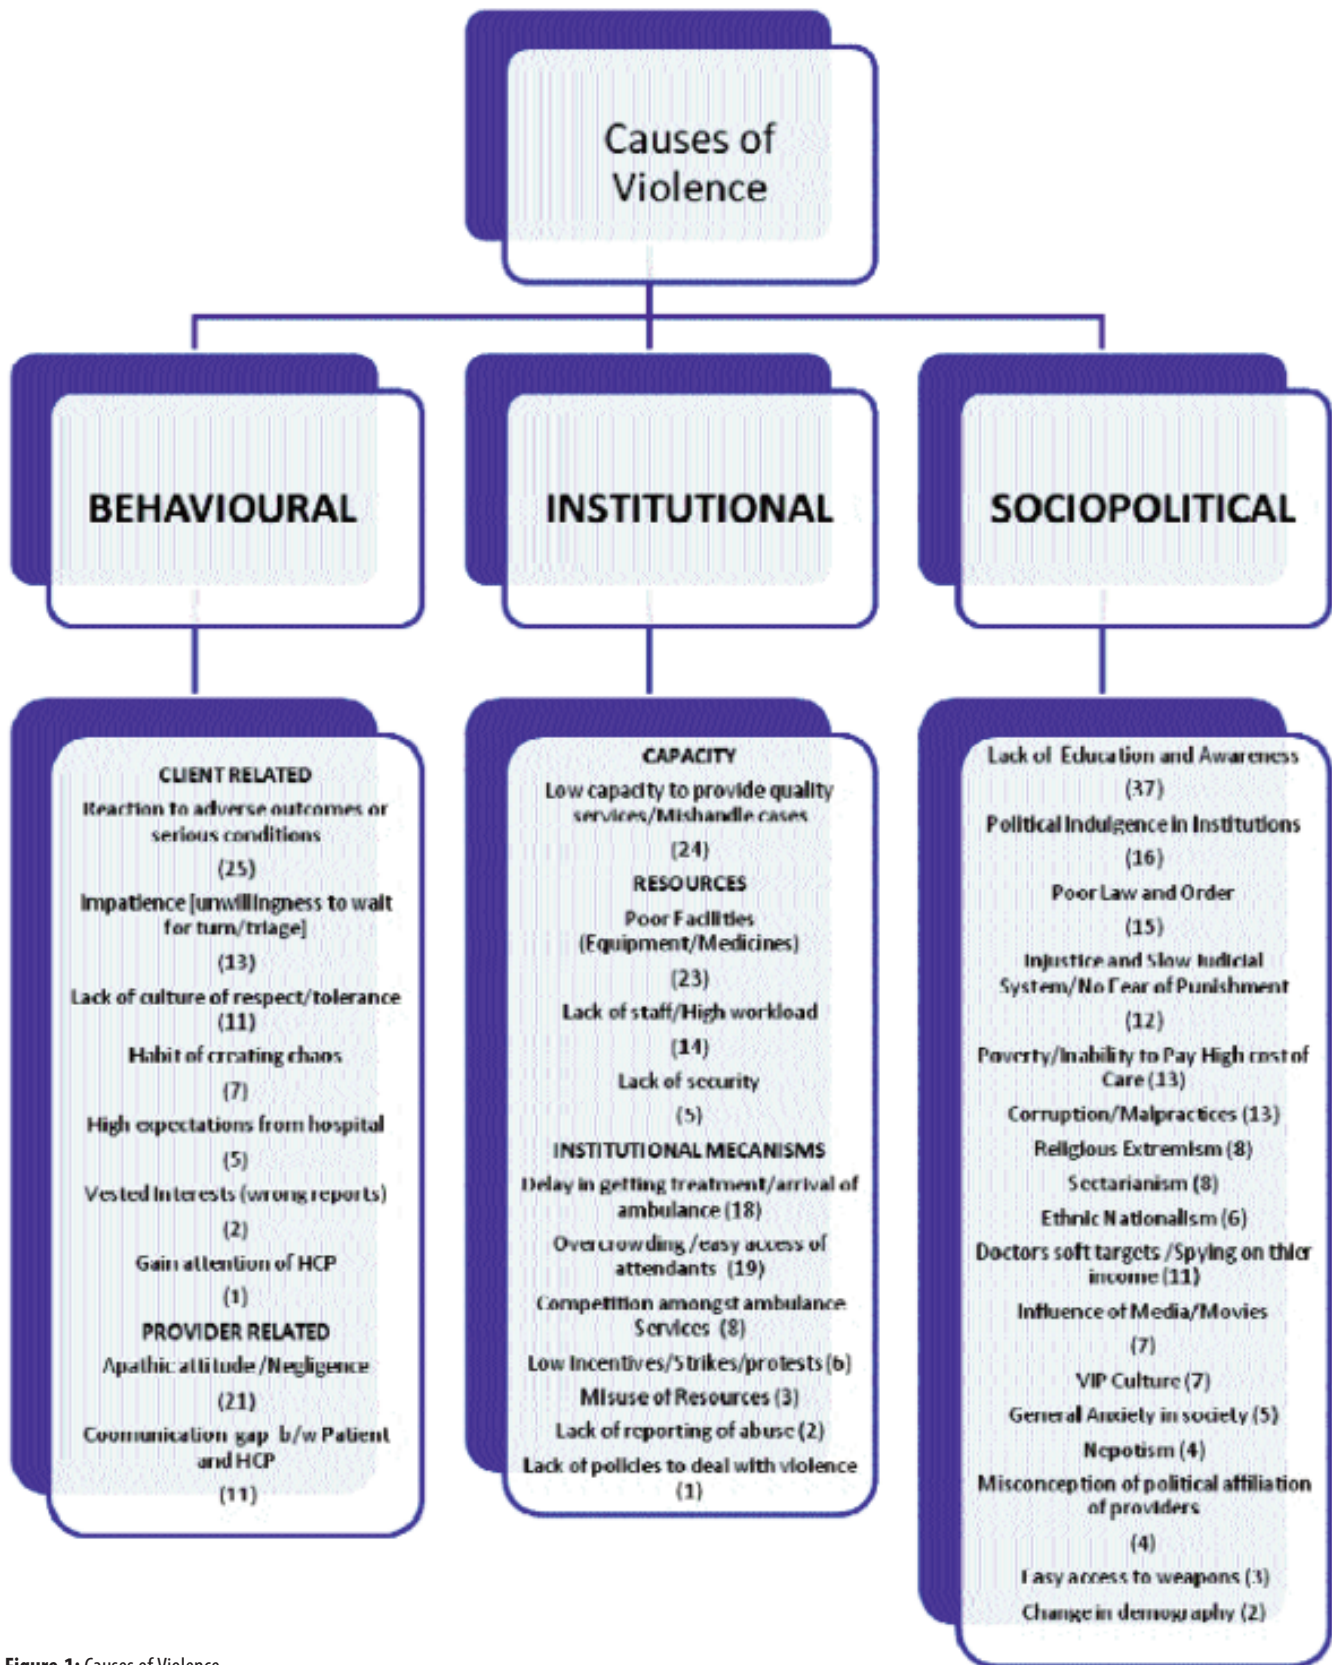 Causes of
Violence
BEHAVIOURAL
INSTITUTIONAL
SOCIOPOLITICAL
CLIENT RELATED
Reaction to adverse outcomes or
serious conditions
(25)
Impatience [unwillingness to wait
for turn/triage]
(13)
Lack of culture of respect/tolerance
(11)
Habit of creating chaos
(7)
High expectations from hospital
(5)
Vested Interests (wrong reports)
(2)
Gain attention of HCP
(1)
PROVIDER RELATED
Apathic attitude/Negligence
(21)
Coomunication gap b/w Patient
and HCP
(11)
CAPACITY
Low capacity to provide quality
services/Mishandle cases
(24)
RESOURCES
Poor Facilities
(Equipment/Medicines)
(23)
Lack of staff/High workload
(14)
Lack of security
(5)
INSTITUTIONAL MECANISMS
Delay in getting treatment/arrival of
ambulance (18)
Overcrowding /easy access of
attendants (19)
Competition amongst ambulance
Services (8)
Low Incentives/Strikes/protests (6)
Misuse of Resources (3)
Lack of reporting of abuse (2)
Lack of policies to deal with violence
(1)
Lack of Education and Awareness
(37)
Political Indulgence in Institutions
(16)
Poor Law and Order
(15)
Injustice and Slow Judicial
System/No Fear of Punishment
(12)
Poverty/Inability to Pay High cost of
Care (13)
Corruption/Malpractices (13)
Religious Extremism (8)
Sectarianism (8)
Ethnic Nationalism (6)
Doctors soft targets /Spying on thier
income (11)
Influence of Media/Movies
(7)
VIP Culture (7)
General Anxiety in society (5)
Nepotism (4)
Misconception of political affiliation
of providers
(4)
Easy access to weapons (3)
Change in demography (2)
Figure 1: Causes of Violence